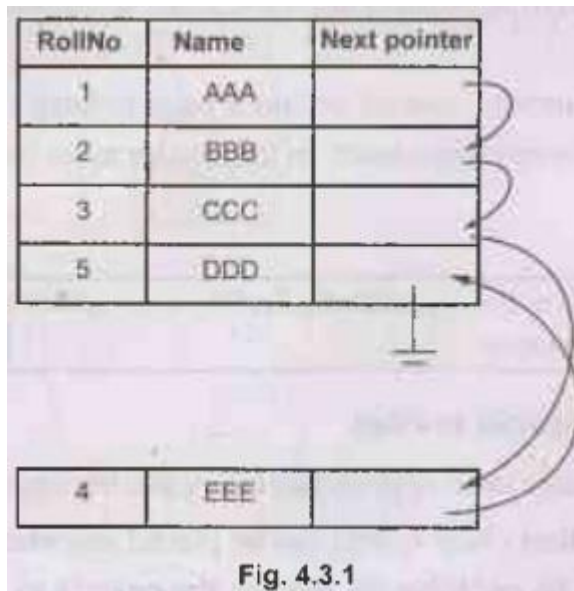 RollNo Name Next pointer
1 AAA
2 BBB
3 CCC
5 DDD
4 EEE
Fig. 4.3.1